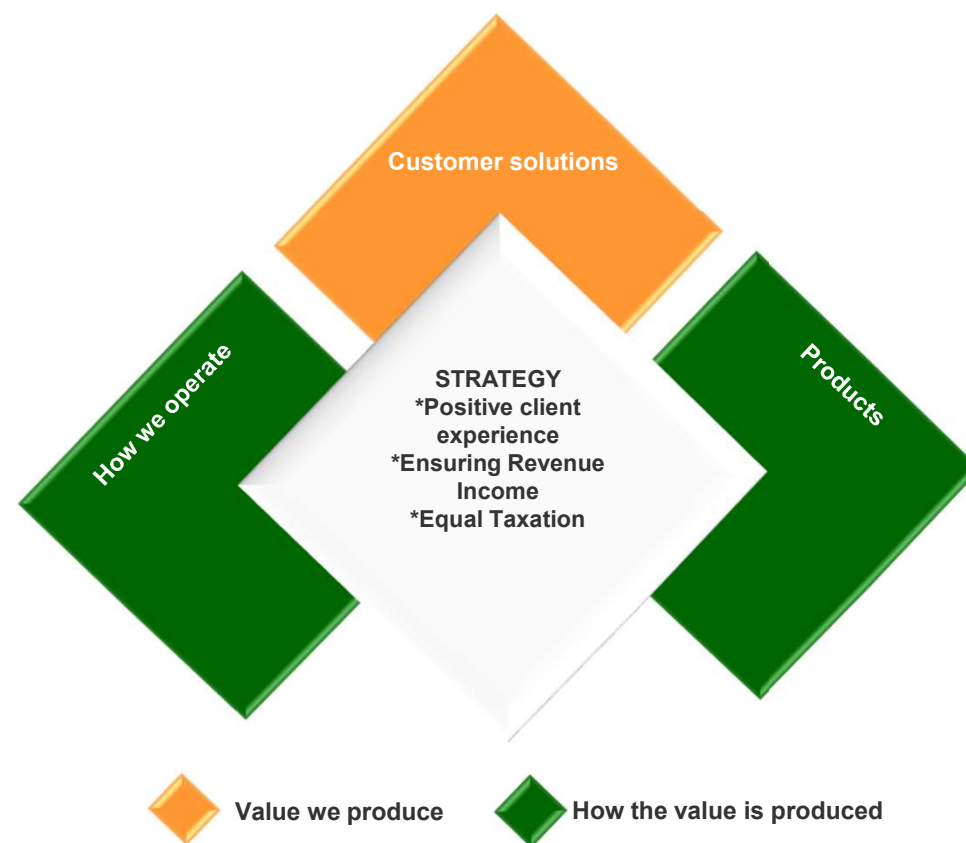 Customer solutions
How we operate
Products
STRATEGY
*Positive client
experience
*Ensuring Revenue
Income
*Equal Taxation
Value we produce
How the value is produced